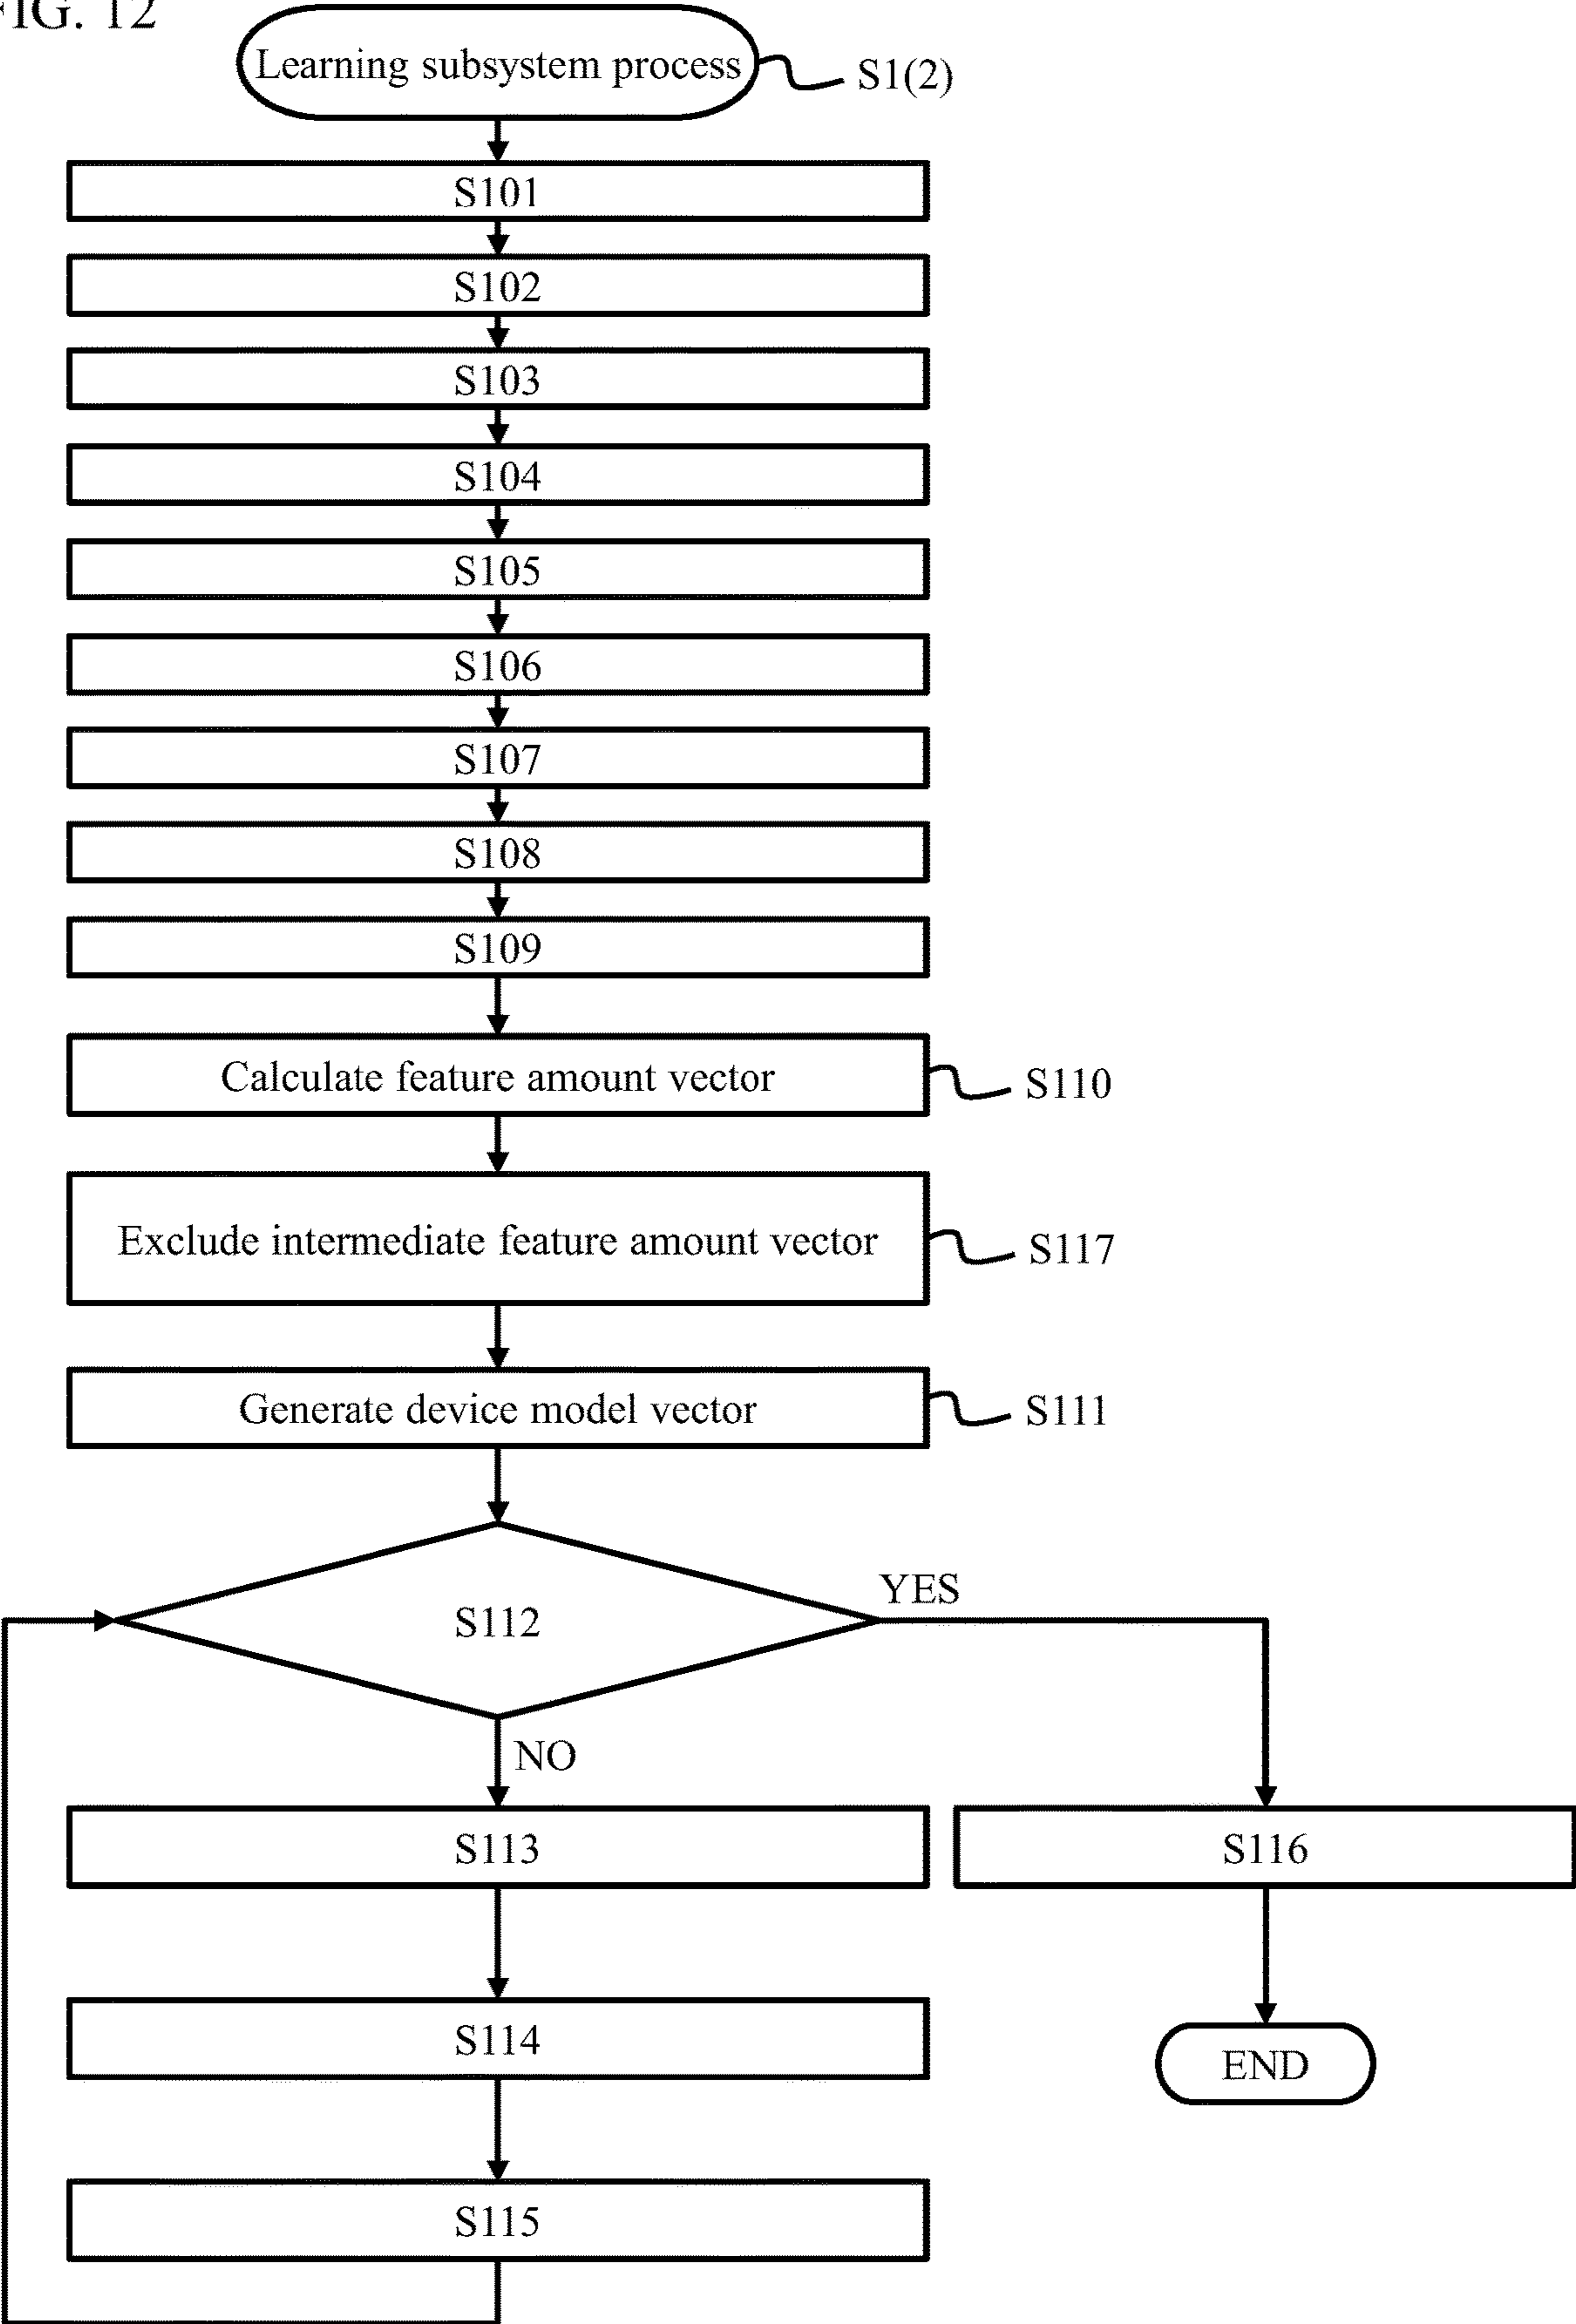 FIG. 12
Learning subsystem process
S1(2)
S101
S102
S103
S104
S105
S106
S107
S108
S109
Calculate feature amount vector
S110
Exclude intermediate feature amount vector
S117
Generate device model vector
S111
S112
YES
NO
S113
S116
S114
END
S115